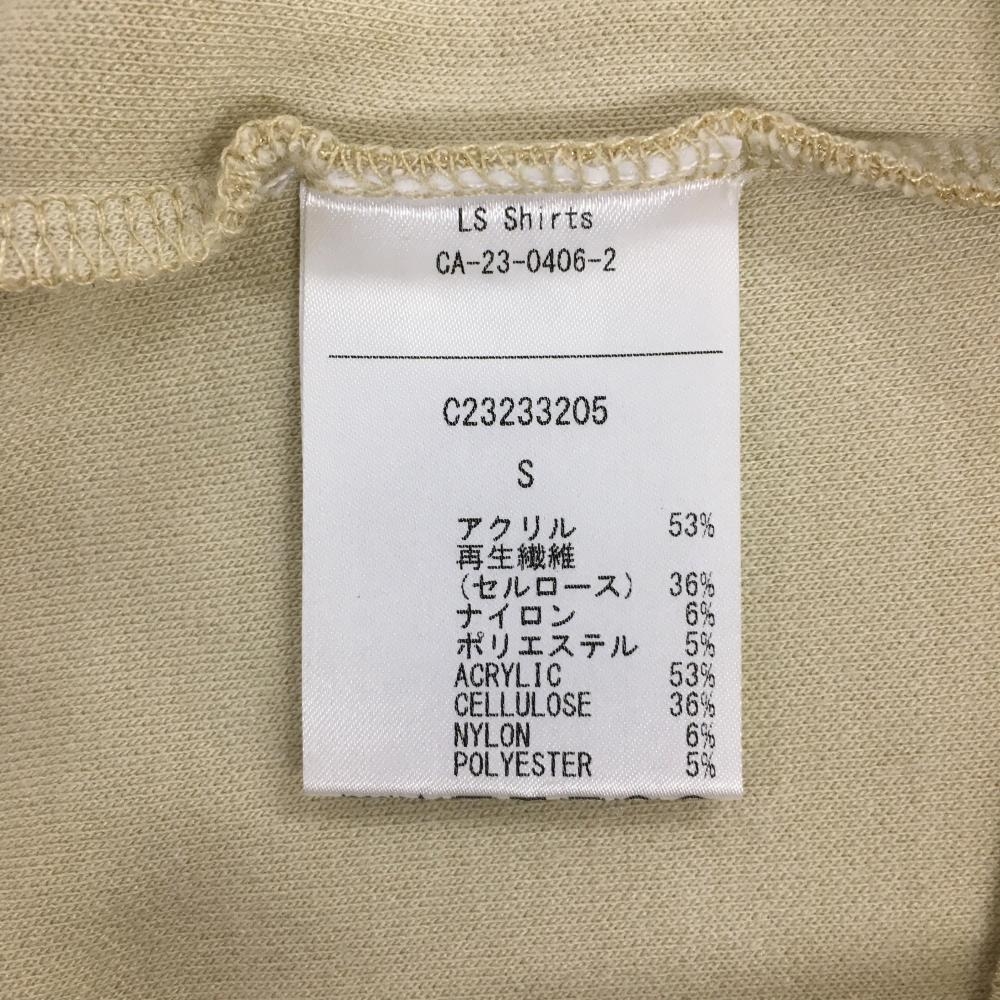 LS Shirts
CA-23-0406-2
C23233205
S
アクリル 53%
再生繊維
(セルロース) 36%
ナイロン 6%
ポリエステル 5%
ACRYLIC 53%
CELLULOSE 36%
NYLON 6%
POLYESTER 5%